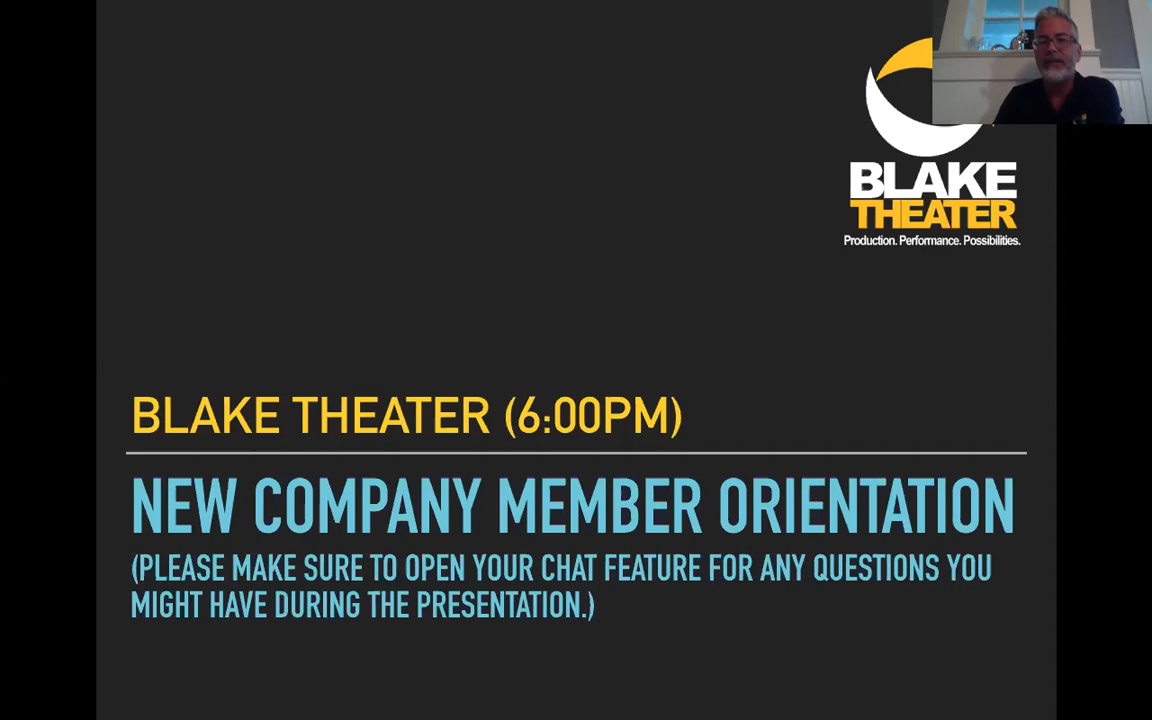 BLAKE
THEATER
Production. Performance. Possibilities.
BLAKE THEATER (6:00PM)
NEW COMPANY MEMBER ORIENTATION
(PLEASE MAKE SURE TO OPEN YOUR CHAT FEATURE FOR ANY QUESTIONS YOU
MIGHT HAVE DURING THE PRESENTATION.)